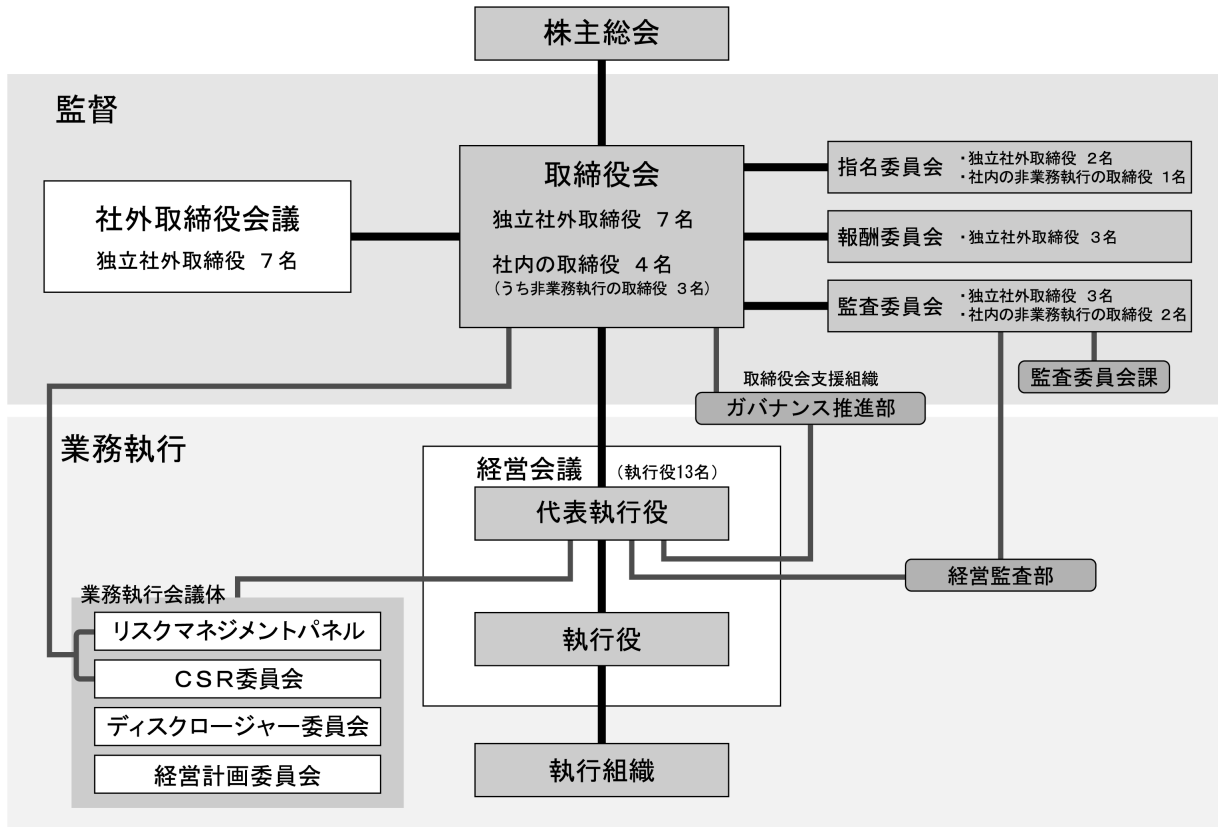 株主総会
監督
取締役会
独立社外取締役 7名
社内の取締役 4名
(うち非業務執行の取締役 3名)
社外取締役会議
独立社外取締役 7名
指名委員会
・独立社外取締役 2名
・社内の非業務執行の取締役 1名
報酬委員会
・独立社外取締役 3名
監査委員会
・独立社外取締役 3名
・社内の非業務執行の取締役 2名
監査委員会課
取締役会支援組織
ガバナンス推進部
業務執行
経営会議 (執行役13名)
代表執行役
経営監査部
業務執行会議体
リスクマネジメントパネル
CSR委員会
ディスクロージャー委員会
経営計画委員会
執行役
執行組織